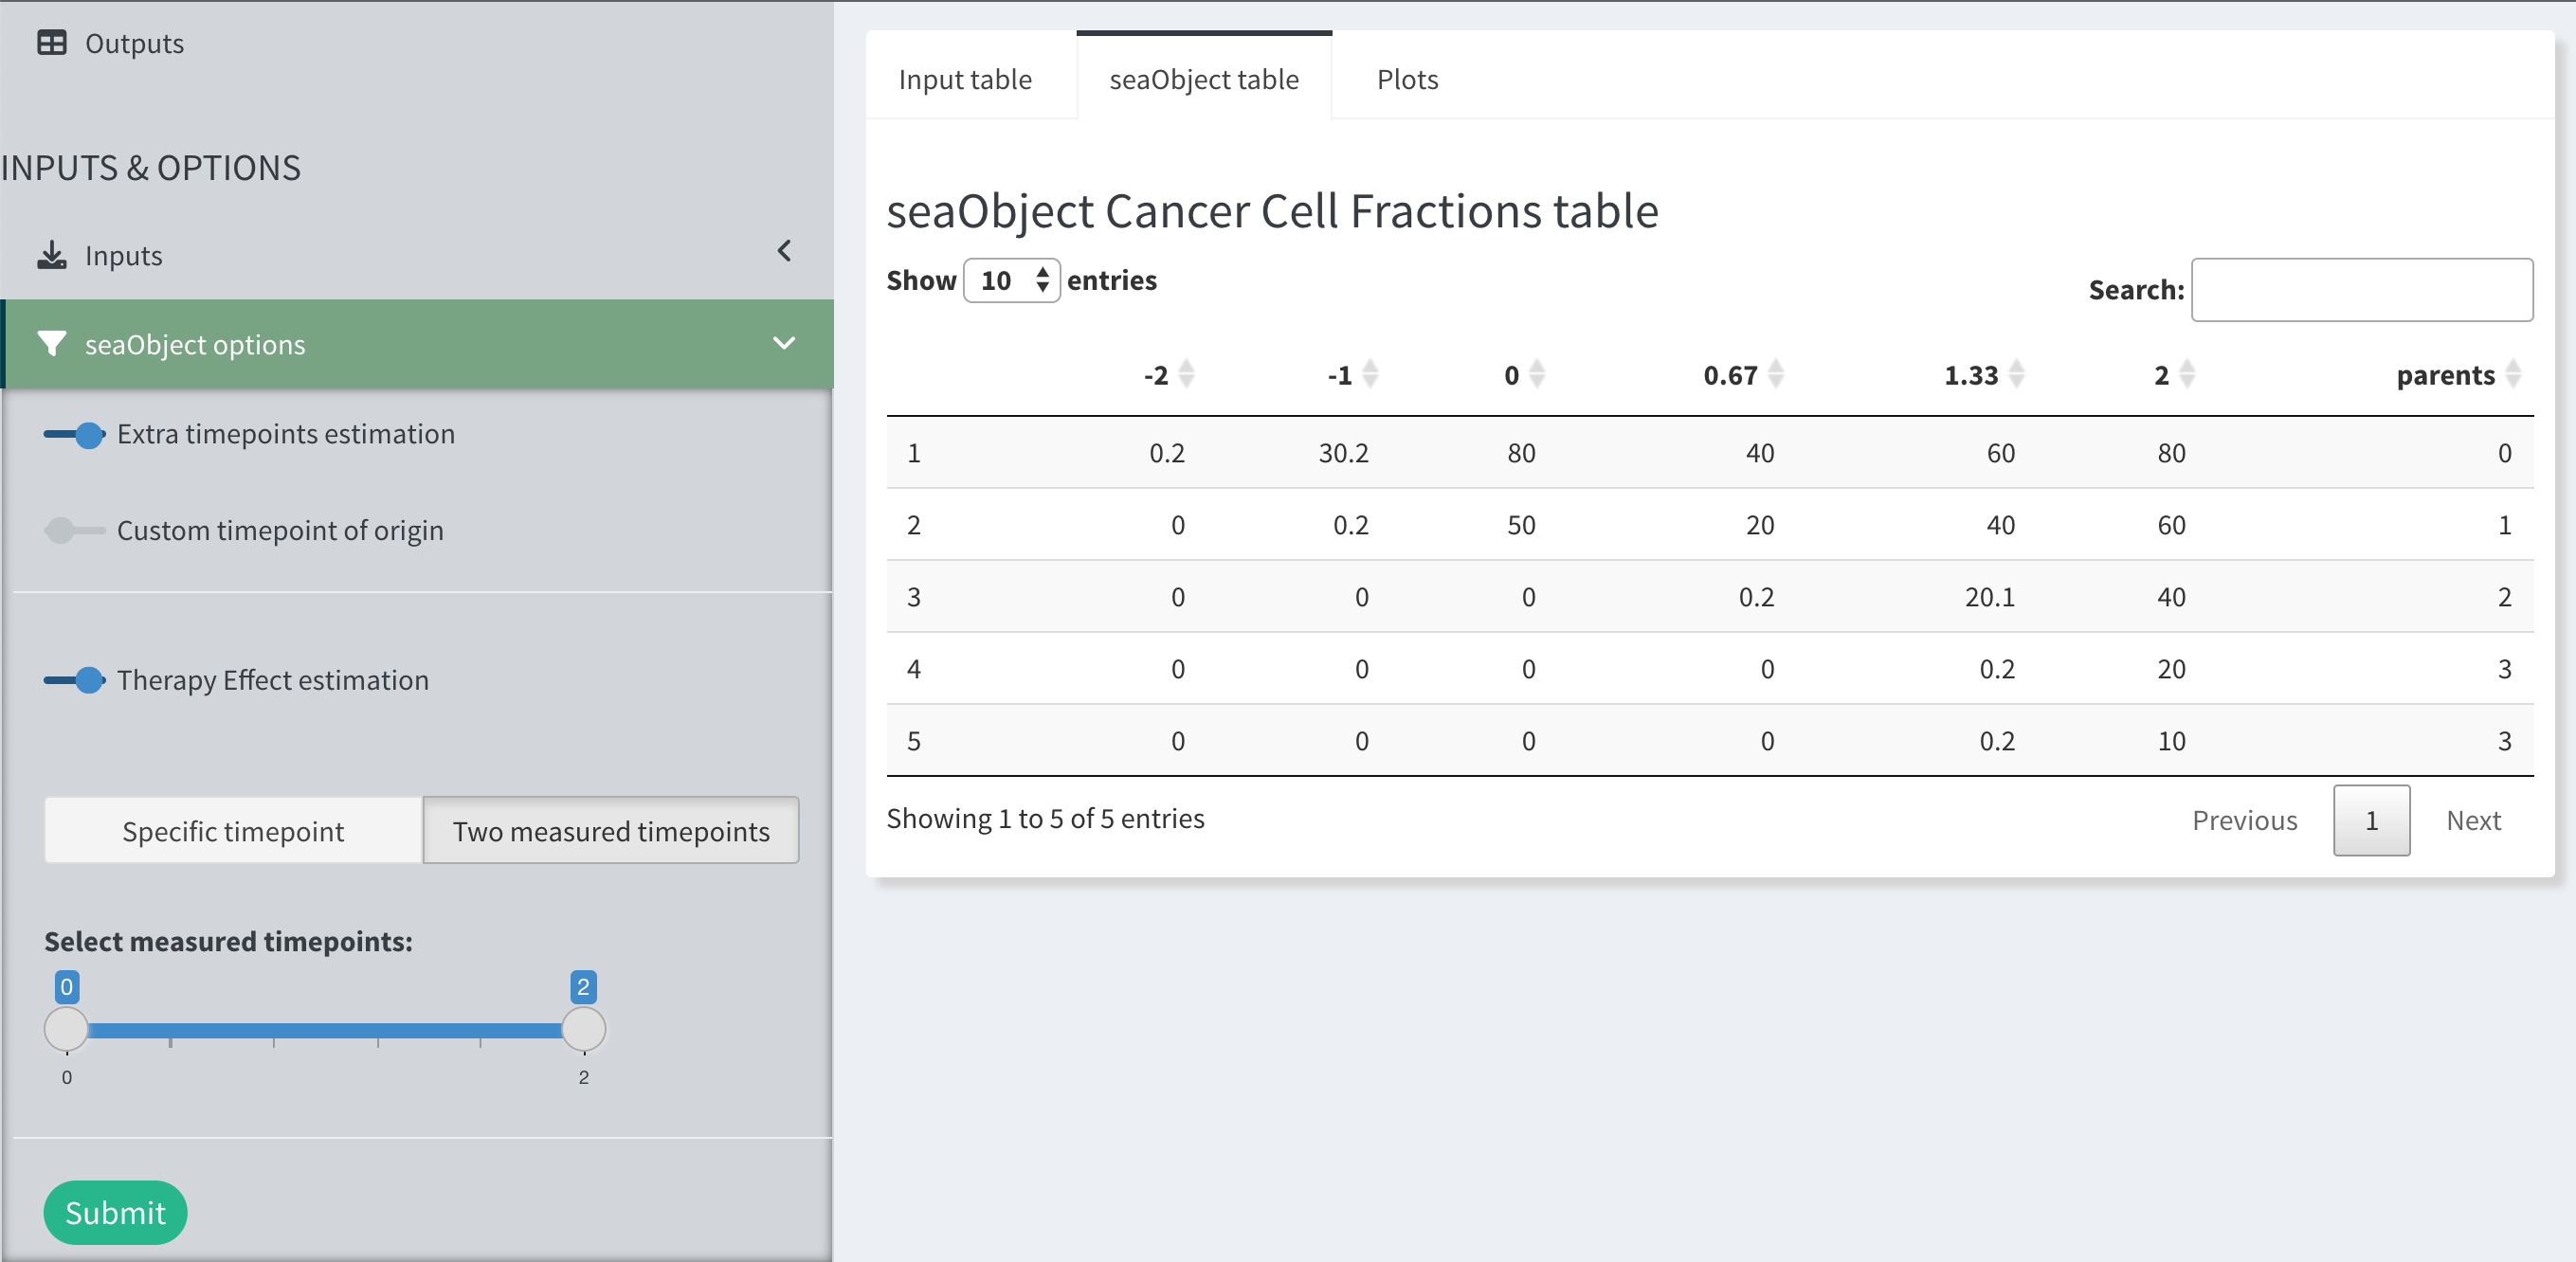 Outputs
INPUTS & OPTIONS
Inputs
seaObject options
Extra timepoints estimation
Custom timepoint of origin
Therapy Effect estimation
Specific timepoint Two measured timepoints
Select measured timepoints:
0 2
0 2
Submit
Input table seaObject table Plots
seaObject Cancer Cell Fractions table
Show 10 entries
Search:
-2 -1 0 0.67 1.33 2 parents
1 0.2 30.2 80 40 60 80 0
2 0 0.2 50 20 40 60 1
3 0 0 0 0.2 20.1 40 2
4 0 0 0 0 0.2 20 3
5 0 0 0 0 0.2 10 3
Showing 1 to 5 of 5 entries
Previous 1 Next